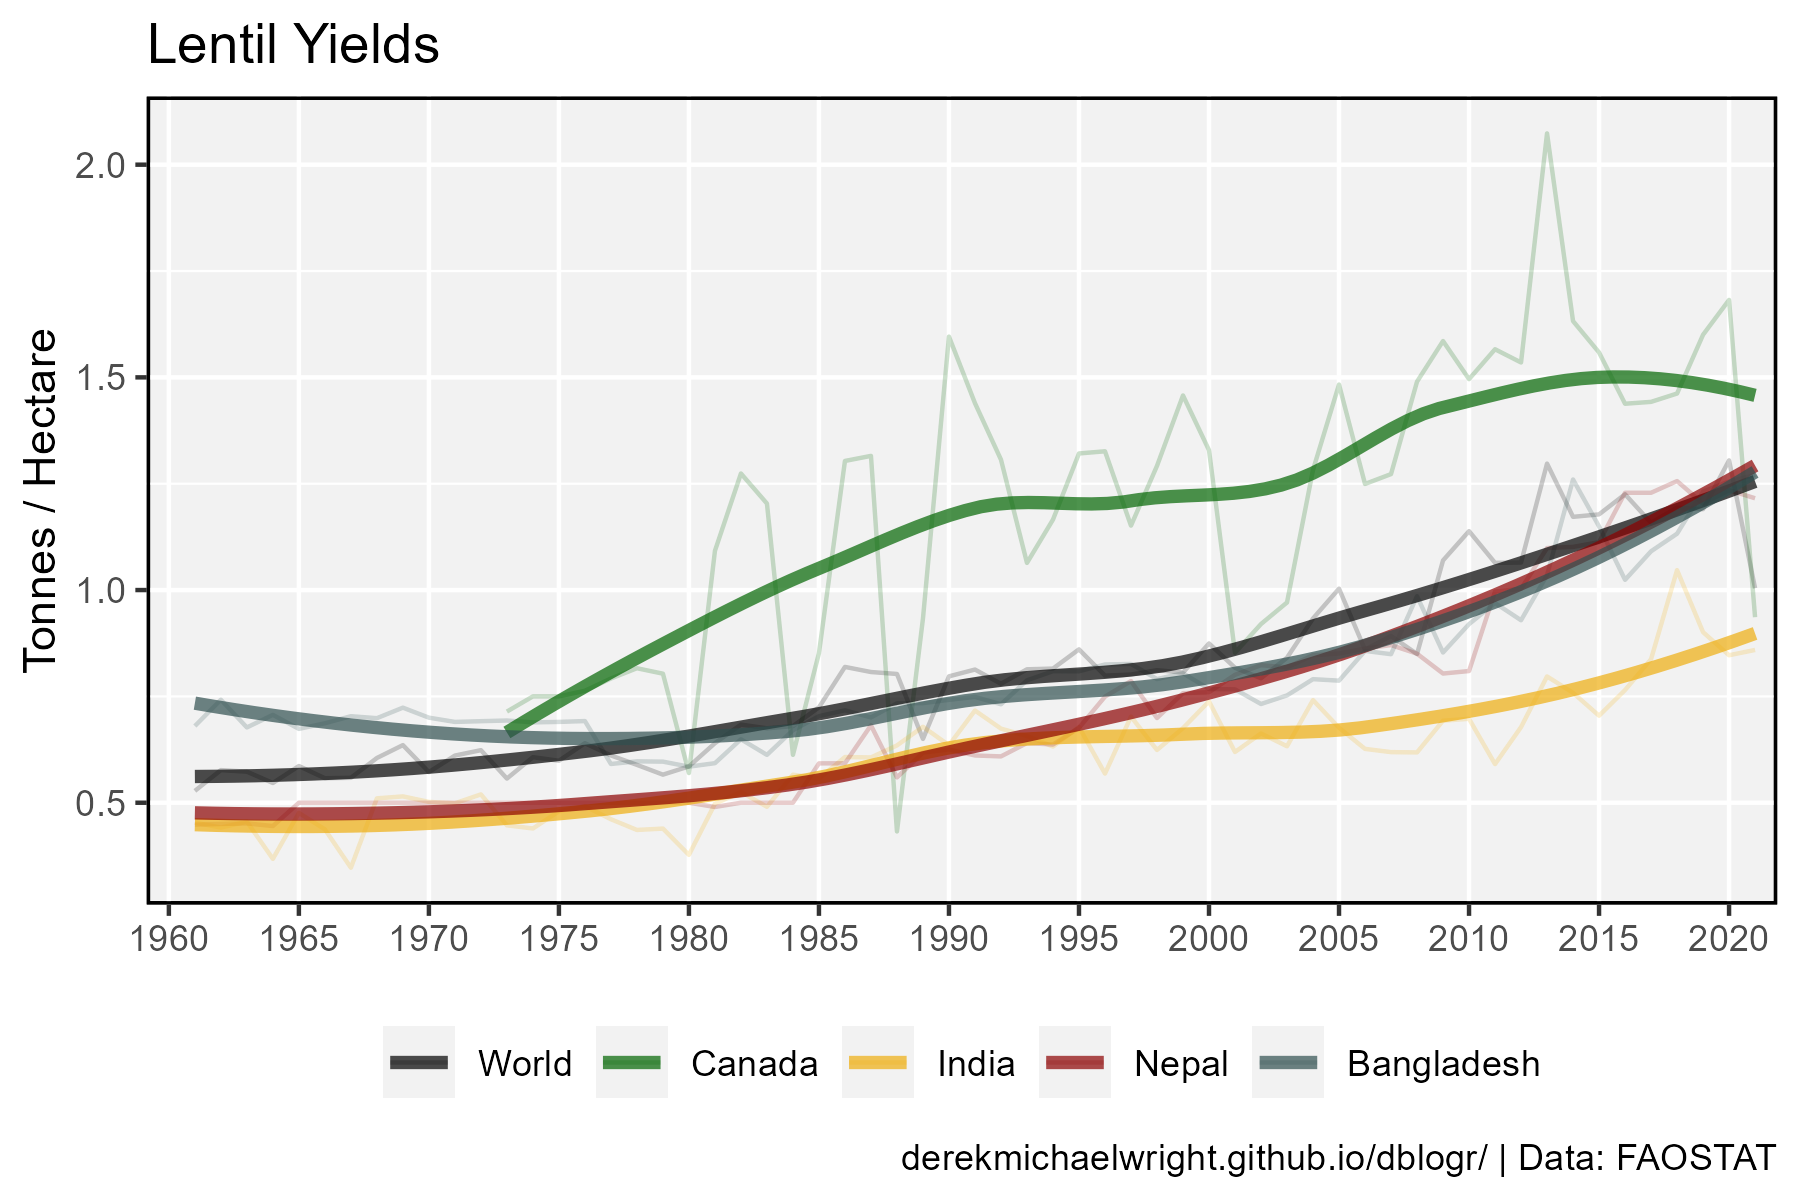 Lentil Yields
Tonnes / Hectare
2.0
1.5
1.0
0.5
1960 1965 1970 1975 1980 1985 1990 1995 2000 2005 2010 2015 2020
World Canada India Nepal Bangladesh
derekmichaelwright.github.io/dblogr/ | Data: FAOSTAT